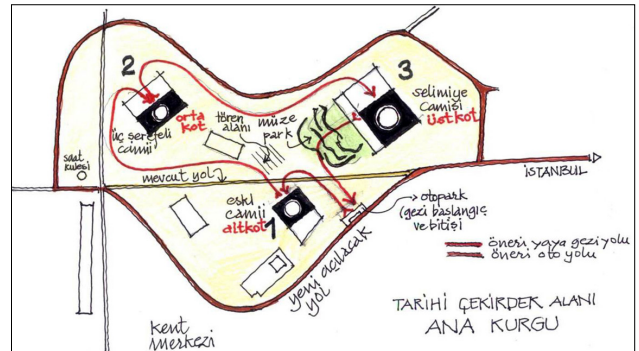 2
3
selimiye
camisi
üstkot
orta
kot
tören
alanı
müze
park
üç şerefeli
camii
saat
kulesi
mevcut yol
İSTANBUL
eski
camii
altkot
1
otopark
(gezi başlangıç
ve bitişi)
yeni açılacak
yol
öneri yaya geziyolu
öneri oto yolu
TARİHİ ÇEKİRDEK ALANI
ANA KURGU
kent
merkezi